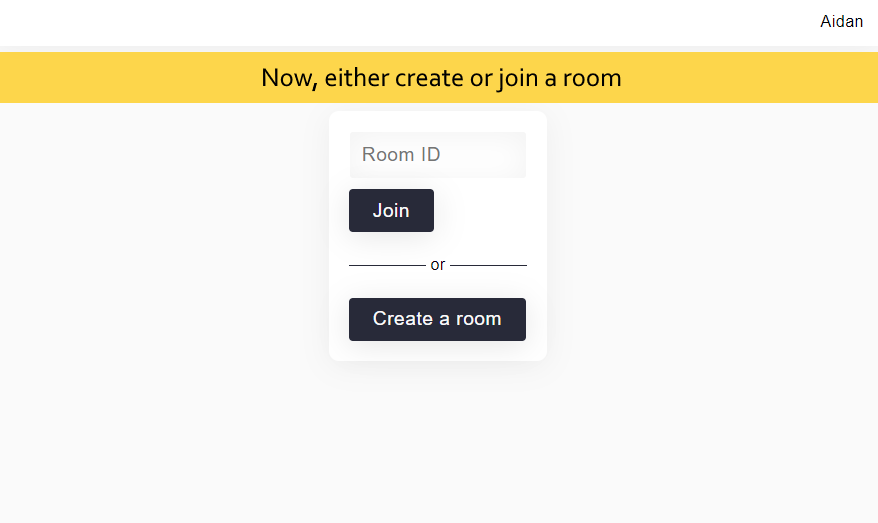 Aidan
Now, either create or join a room
Room ID
Join
or
Create a room